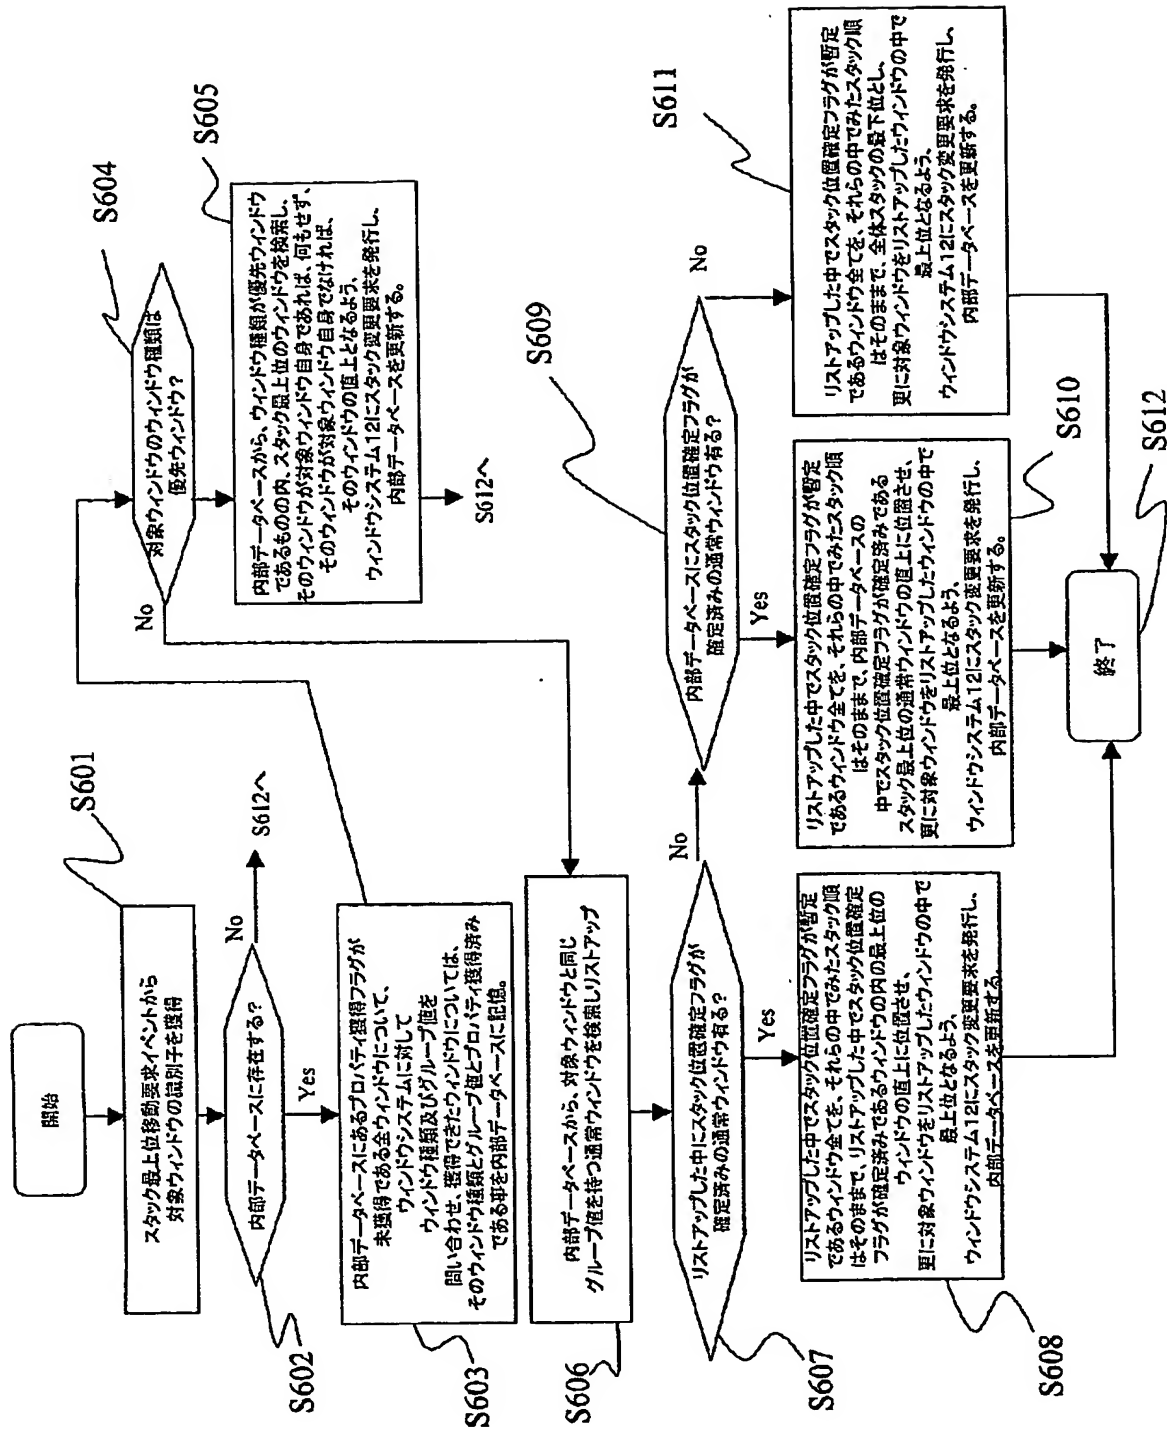 開始
S601
スタック最上位移動要求イベントから
対象ウィンドウの識別子を獲得
S602
内部データベースに存在する?
No
S612へ
Yes
S603
内部データベースにあるプロパティ獲得フラグが
未獲得である全ウィンドウについて、
ウィンドウシステムに対して
ウィンドウ種類及びグループ値を
問い合わせ、獲得できたウィンドウについては、
そのウィンドウ種類とグループ値とプロパティ獲得済み
である事を内部データベースに記憶。
S604
対象ウィンドウのウィンドウ種類は
優先ウィンドウ?
No
S605
内部データベースから、ウィンドウ種類が優先ウィンドウ
であるものの内、スタック最上位のウィンドウを検索し、
そのウィンドウが対象ウィンドウ自身であれば、何もせず、
そのウィンドウが対象ウィンドウ自身でなければ、
そのウィンドウの直上となるよう、
ウィンドウシステム12にスタック変更要求を発行し、
内部データベースを更新する。
S612へ
S606
内部データベースから、対象ウィンドウと同じ
グループ値を持つ通常ウィンドウを検索しリストアップ
S607
リストアップした中にスタック位置確定フラグが
確定済みの通常ウィンドウ有る?
No
Yes
S608
リストアップした中でスタック位置確定フラグが暫定
であるウィンドウ全てを、それらの中でみたスタック順
はそのままで、リストアップした中でスタック位置確定
フラグが確定済みであるウィンドウの内の最上位の
ウィンドウの直上に位置させ、
更に対象ウィンドウをリストアップしたウィンドウの中で
最上位となるよう、
ウィンドウシステム12にスタック変更要求を発行し、
内部データベースを更新する。
S609
内部データベースにスタック位置確定フラグが
確定済みの通常ウィンドウ有る?
No
Yes
S610
リストアップした中でスタック位置確定フラグが暫定
であるウィンドウ全てを、それらの中でみたスタック順
はそのままで、内部データベースの
中でスタック位置確定フラグが確定済みである
スタック最上位の通常ウィンドウの直上に位置させ、
更に対象ウィンドウをリストアップしたウィンドウの中で
最上位となるよう、
ウィンドウシステム12にスタック変更要求を発行し、
内部データベースを更新する。
S611
リストアップした中でスタック位置確定フラグが暫定
であるウィンドウ全てを、それらの中でみたスタック順
はそのままで、全体スタックの最下位とし、
更に対象ウィンドウをリストアップしたウィンドウの中で
最上位となるよう、
ウィンドウシステム12にスタック変更要求を発行し、
内部データベースを更新する。
S612
終了